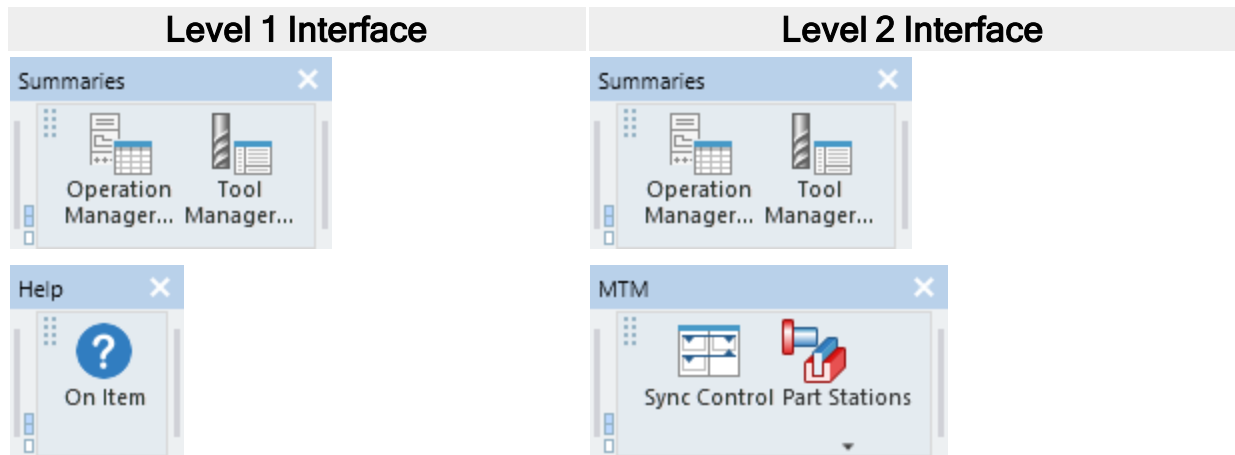 Level 1 Interface
Level 2 Interface
Summaries
Operation Tool
Manager... Manager...
Summaries
Operation Tool
Manager... Manager...
Help
?
On Item
MTM
Sync Control Part Stations